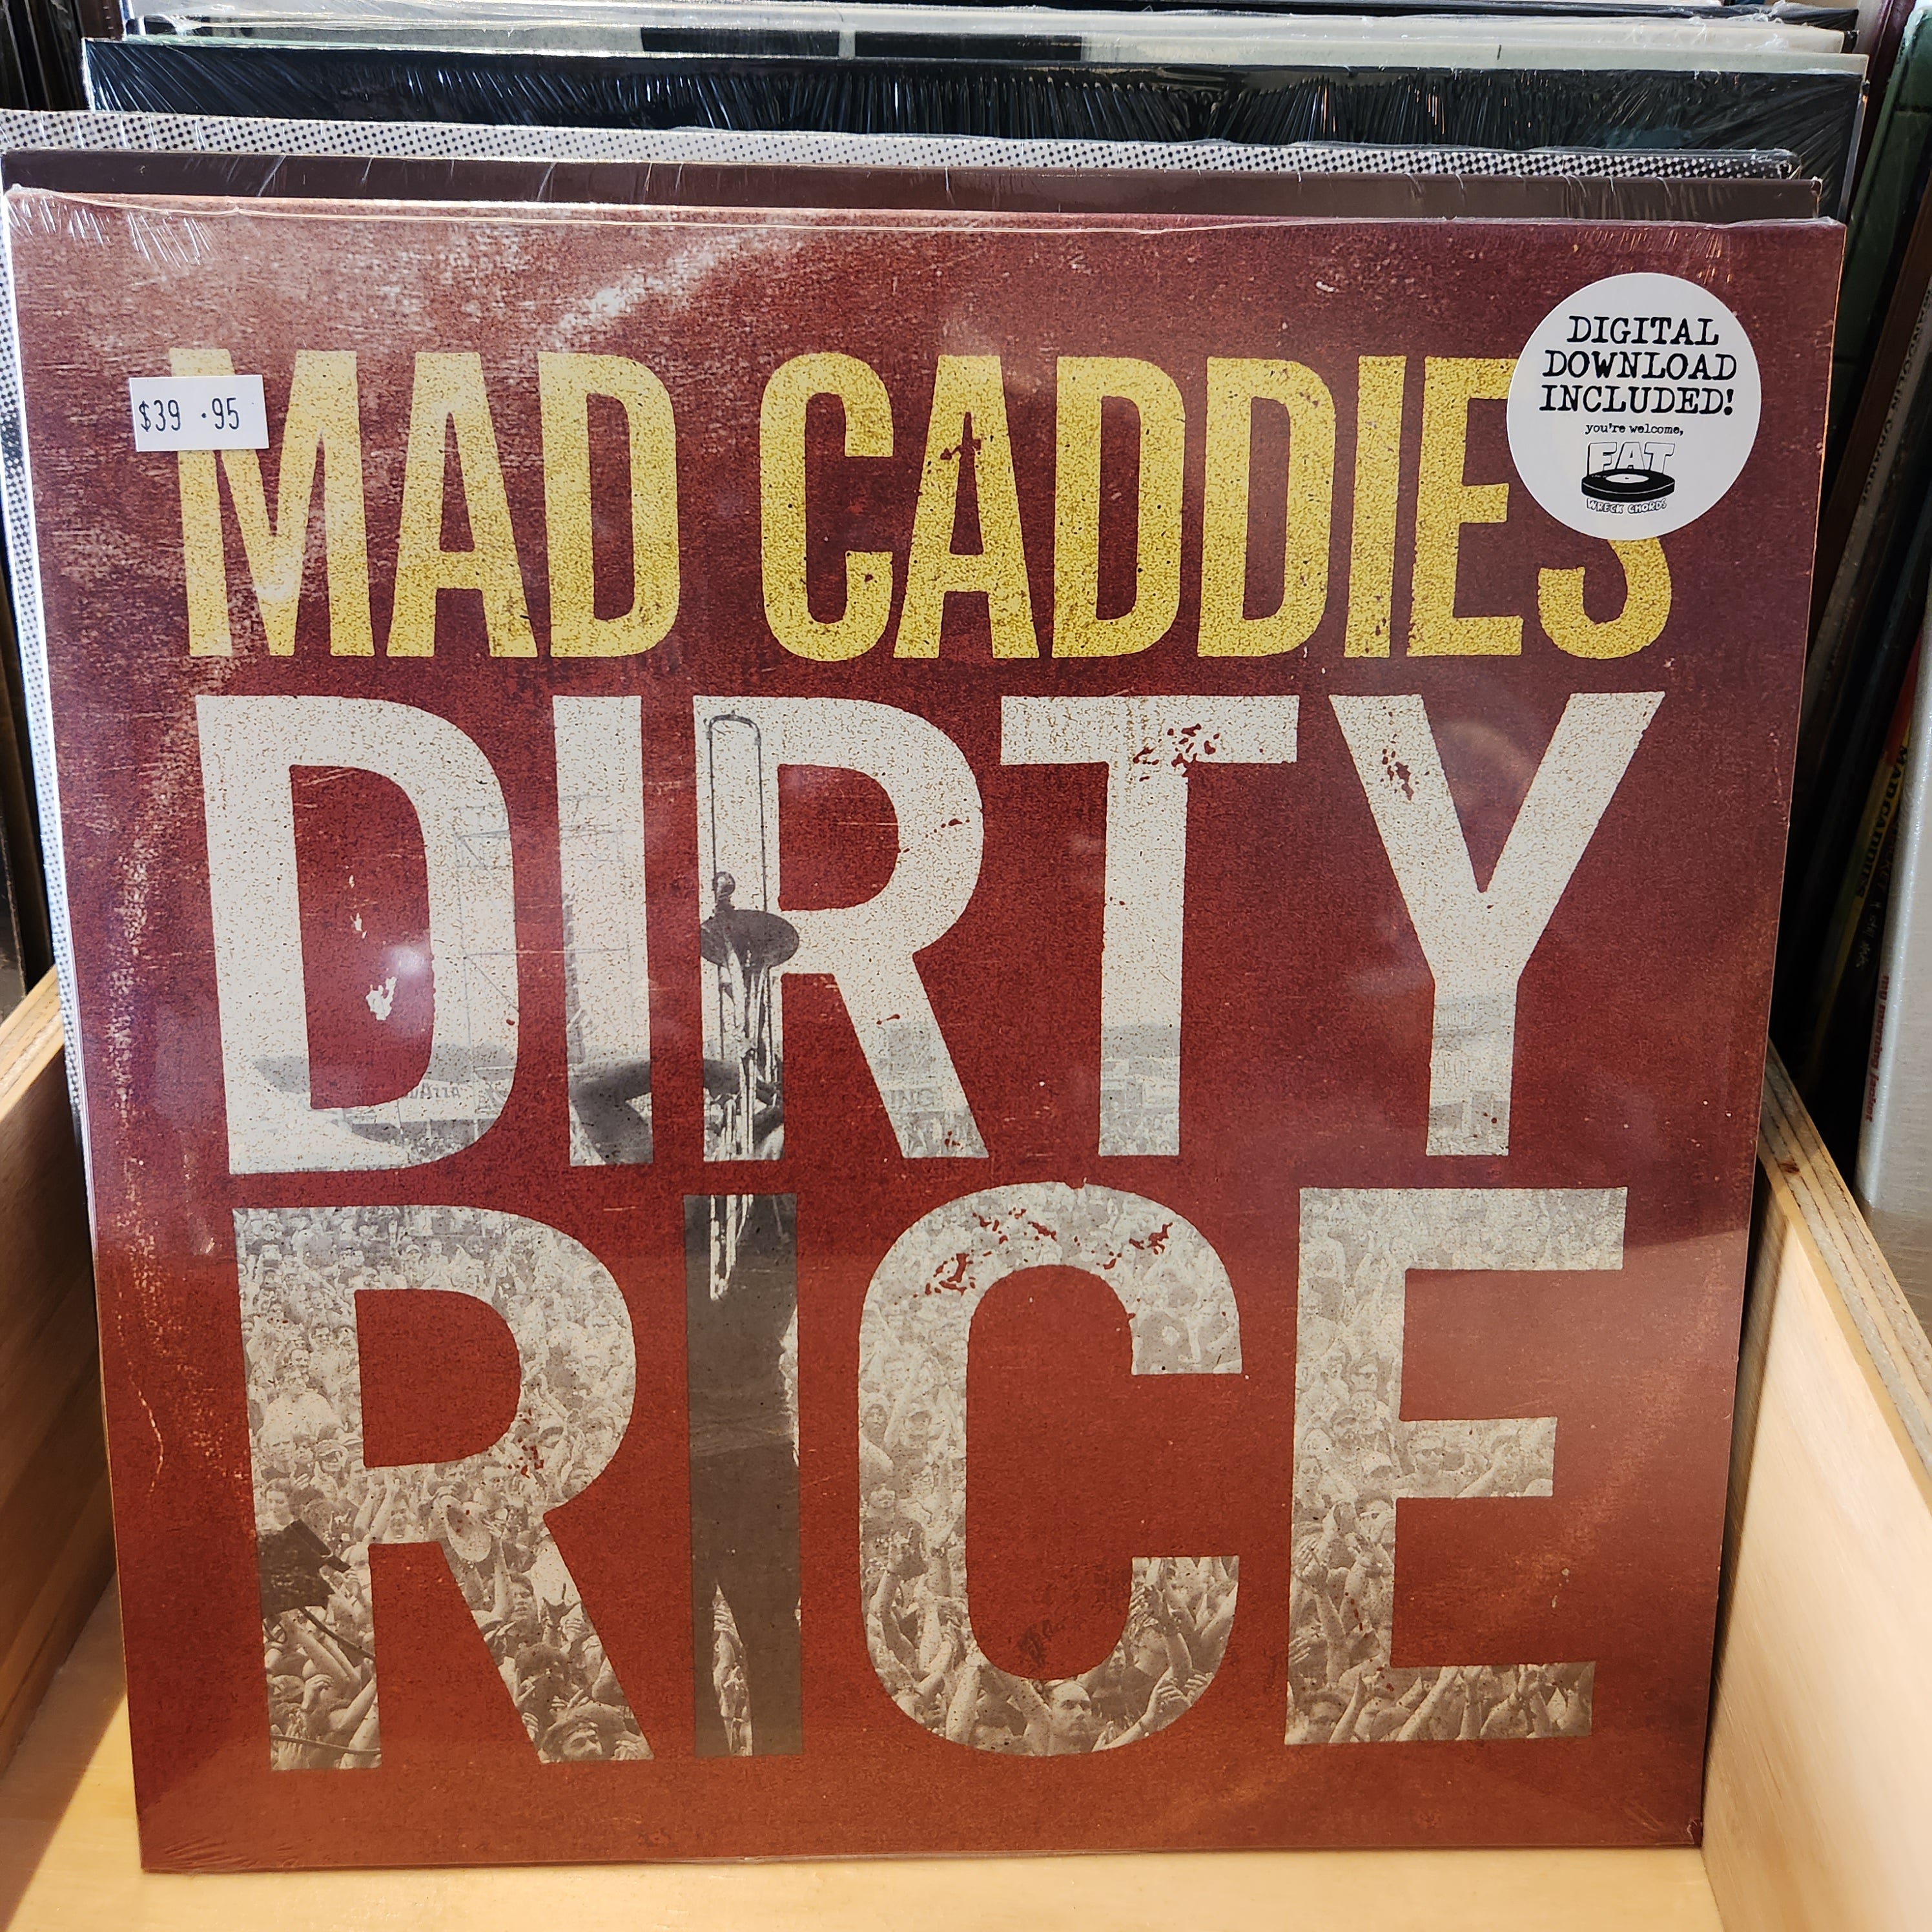 MAD CADDIES
$39.95
DIGITAL
DOWNLOAD
INCLUDED!
you're welcome,
FAT
WRECK CHORDS
DIRTY
RICE